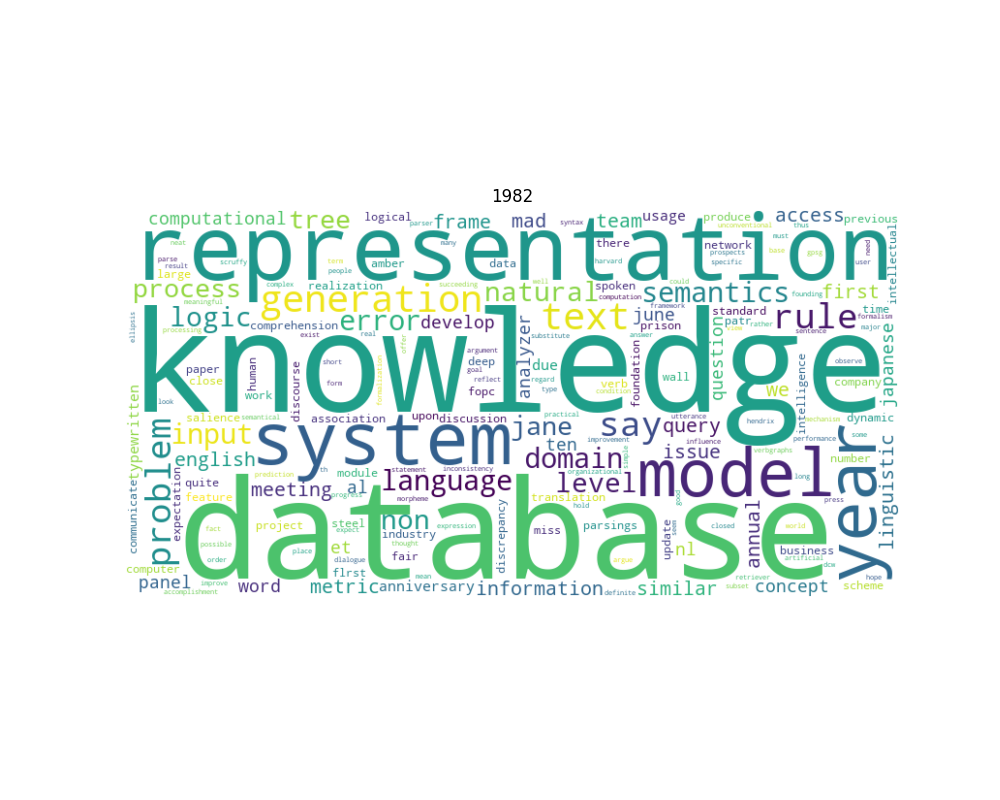 1982
computational tree logical parser frame mad syntax team usage produce unconventional access thus previous
representation
neat many there network must base gpsg need intellectual
parse scruffy term amber data harvard prospects user
result people could specific
large complex realization succeeding well spoken computation founding
process meaningful generation natural semantics first
framework
logic comprehension error develop analyzer text june prison standard patr rule time formalism
ellipsis processing exist real offer substitute answer view rather sentence major
knowledge
paper human short argument deep due wall question company observe japanese
close work form discourse formalization goal reflect regard verb condition foundation we intelligence
look type
typewritten salience semantical association upon discussion practical utterance hendrix mechanism dynamic
input system jane say query influence performance some
problem english ten improvement issue verbgraphs number linguistic
communicate expectation quite module prediction th statement inconsistency domain organizational simple model long year
feature meeting al language level
progress morpheme translation hold good press
database
fact project steel expect non expression discrepancy miss parsings update seen closed annual world
possible industry thought nl business
order place et fair argue artificial
computer improve first dialogue mean retriever dcw hope
panel accomplishment word metric anniversary information definite similar subset concept scheme